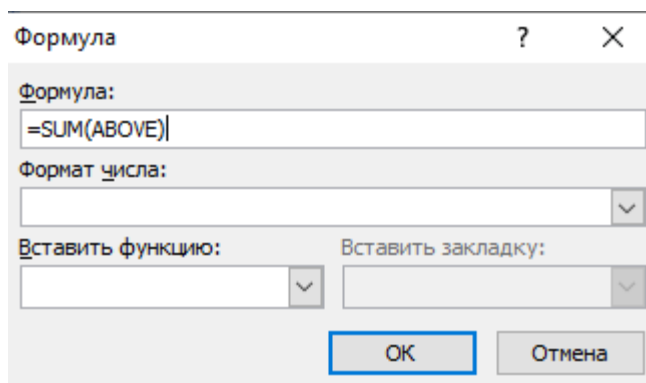 Формула ?
Формула:
=SUM(ABOVE)
Формат числа:
Вставить функцию: Вставить закладку:
ОК Отмена